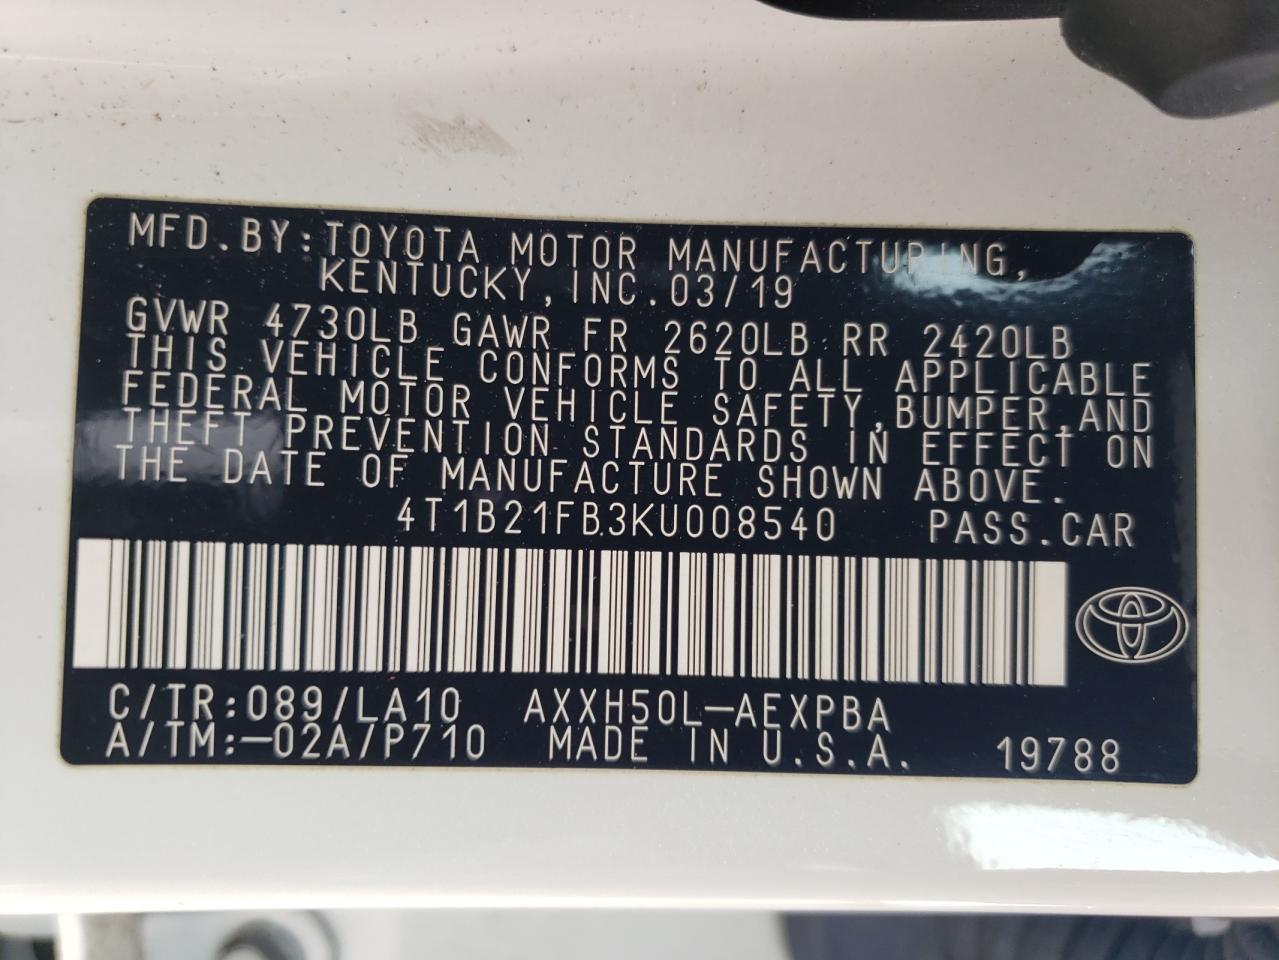 MFD.BY:TOYOTA MOTOR MANUFACTURING,
KENTUCKY,INC.03/19
GVWR 4730LB GAWR FR 2620LB RR 2420LB
THIS VEHICLE CONFORMS TO ALL APPLICABLE
FEDERAL MOTOR VEHICLE SAFETY,BUMPER,AND
THEFT PREVENTION STANDARDS IN EFFECT ON
THE DATE OF MANUFACTURE SHOWN ABOVE.
4T1B21FB3KU008540 PASS.CAR
C/TR:089/LA10 AXXH50L-AEXPBA
A/TM:-02A/P710 MADE IN U.S.A. 19788